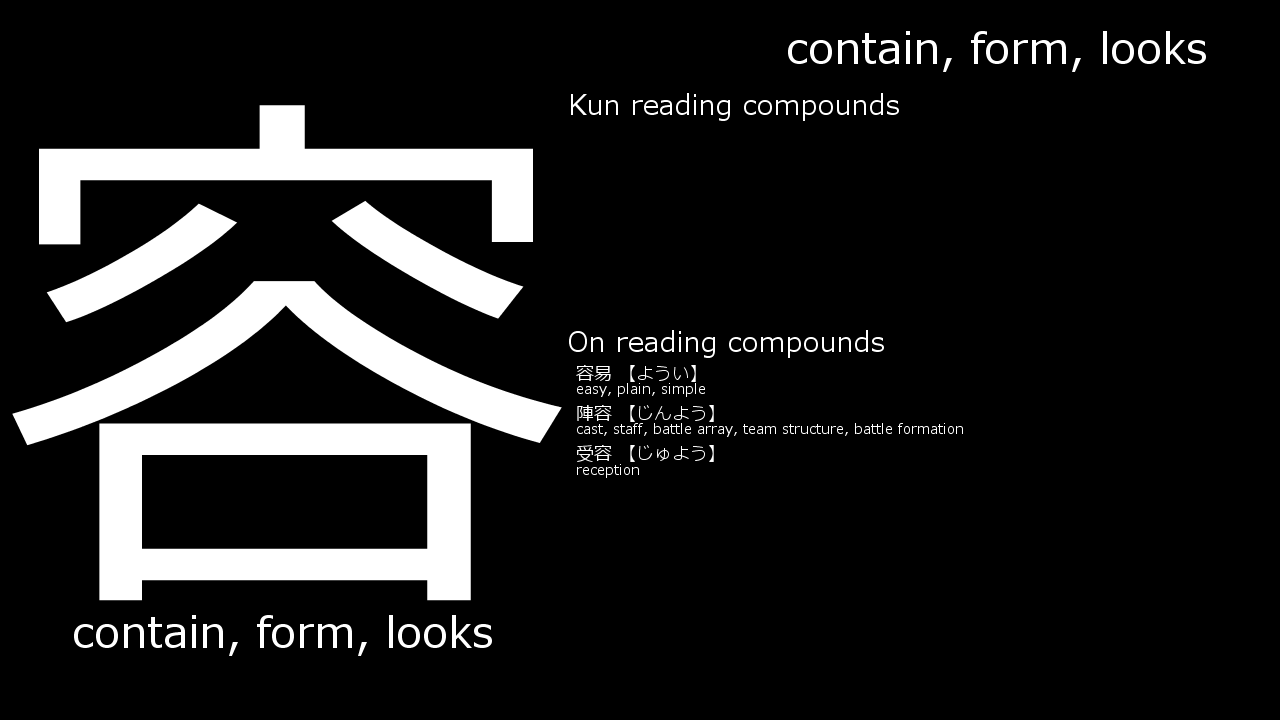 容
contain, form, looks
contain, form, looks
Kun reading compounds
On reading compounds
容易 【ようい】
easy, plain, simple
陣容 【じんよう】
cast, staff, battle array, team structure, battle formation
受容 【じゅよう】
reception